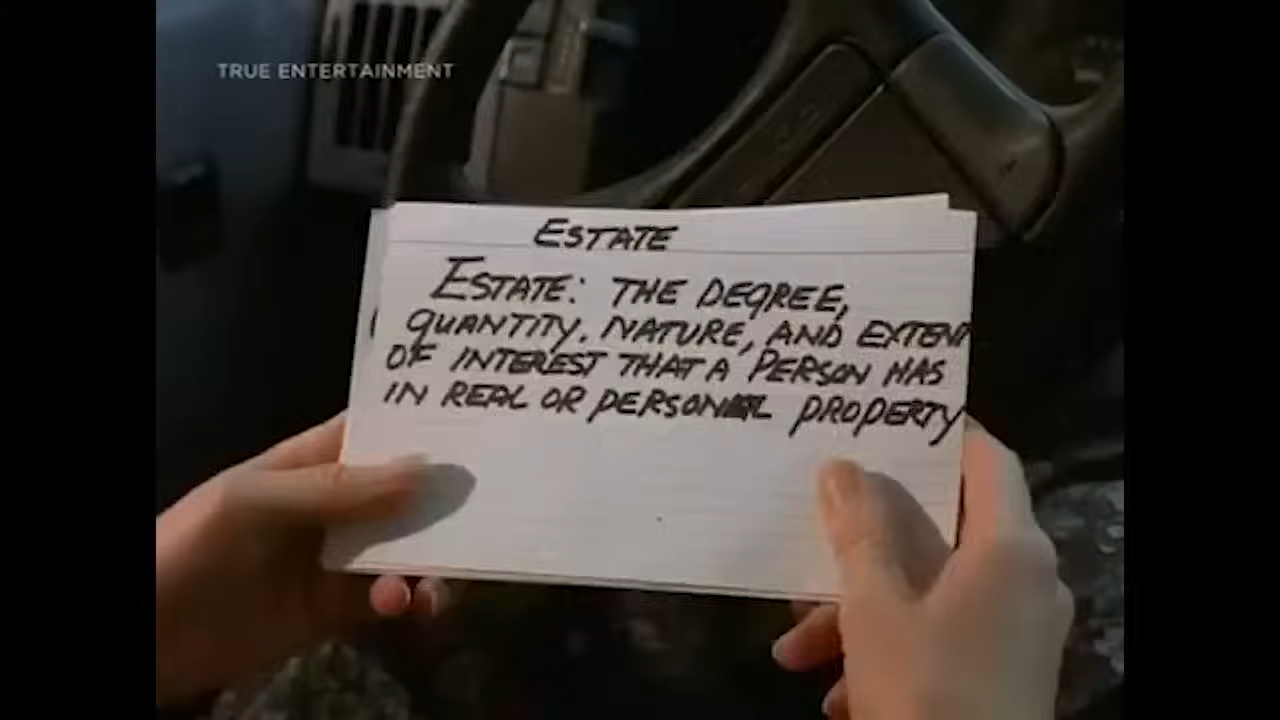 TRUE ENTERTAINMENT
ESTATE
ESTATE: THE DEGREE,
QUANTITY. NATURE, AND EXTENT
OF INTEREST THAT A PERSON HAS
IN REAL OR PERSONAL PROPERTY